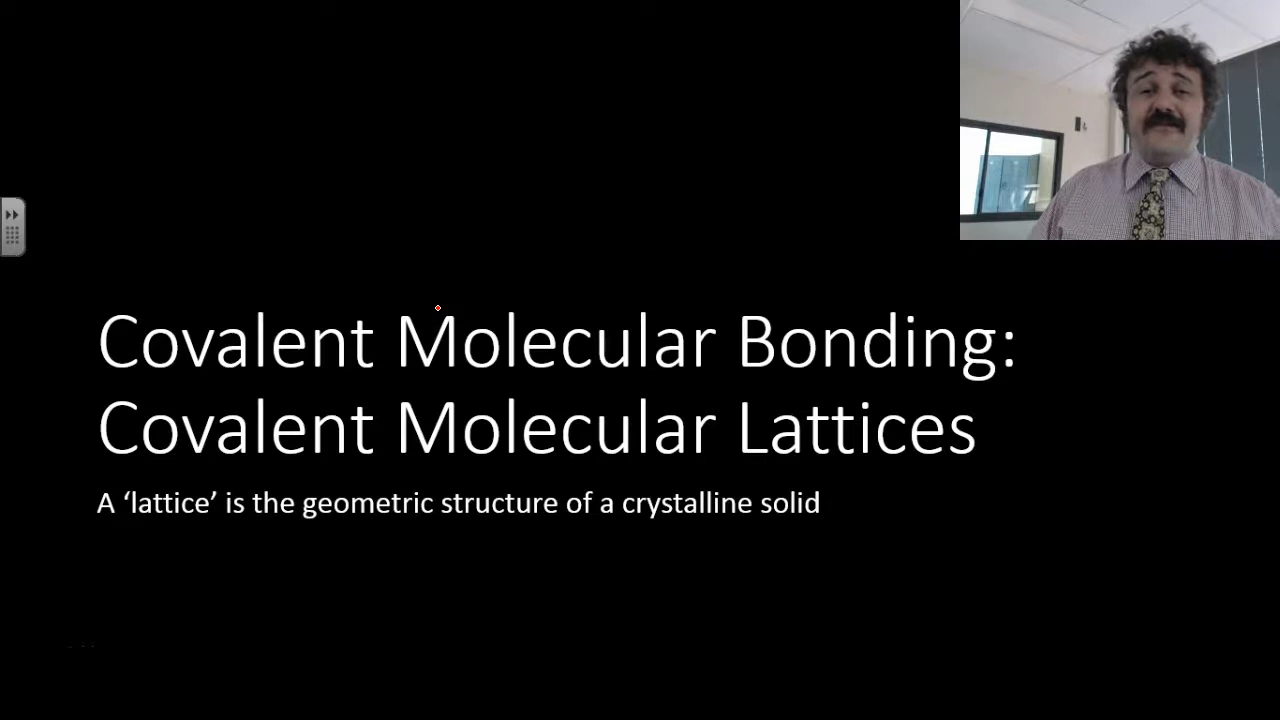 Covalent Molecular Bonding:
Covalent Molecular Lattices
A ‘lattice’ is the geometric structure of a crystalline solid